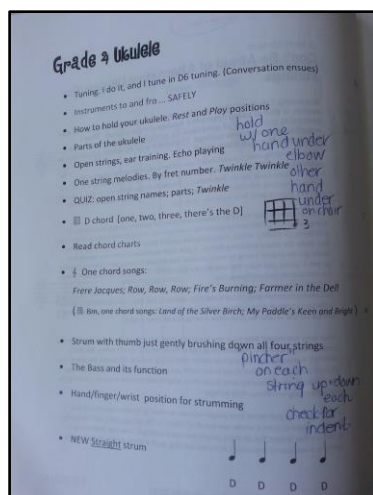 Grade 4 Ukulele
• Tuning. I do it, and I tune in D6 tuning. (Conversation ensues)
• Instruments to and fro ... SAFELY
• How to hold your ukulele. Rest and Play positions
hold
• Parts of the ukulele
w/ one
hand under
• Open strings, ear training. Echo playing
elbow
• One string melodies. By fret number. Twinkle Twinkle
other
hand
• QUIZ: open string names; parts; Twinkle
under
• D chord [one, two, three, there's the D]
on chair
3
• Read chord charts
• One chord songs:
Frere Jacques; Row, Row, Row; Fire's Burning; Farmer in the Dell
( Bm, one chord songs: Land of the Silver Birch; My Paddle's Keen and Bright )
• Strum with thumb just gently brushing down all four strings
"pincher"
• The Bass and its function
on each
string up+down
• Hand/finger/wrist position for strumming
each
check for
indent
• NEW Straight strum
D D D D